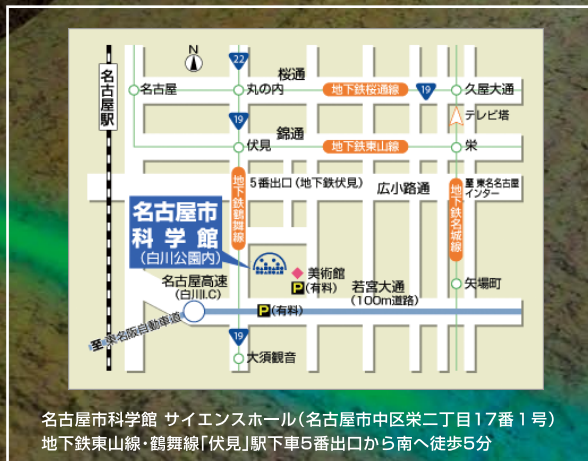 N
22
桜通
名古屋駅
名古屋
丸の内
地下鉄桜通線
19
久屋大通
テレビ塔
19
錦通
伏見
地下鉄東山線
栄
地下鉄鶴舞線
5番出口(地下鉄伏見)
広小路通
至 東名名古屋
インター
地下鉄名城線
名古屋市
科学館
(白川公園内)
美術館
P(有料)
名古屋高速
(白川I.C)
若宮大通
(100m道路)
矢場町
P(有料)
至 東名阪自動車道
19
大須観音
名古屋市科学館 サイエンスホール(名古屋市中区栄二丁目17番1号)
地下鉄東山線・鶴舞線「伏見」駅下車5番出口から南へ徒歩5分